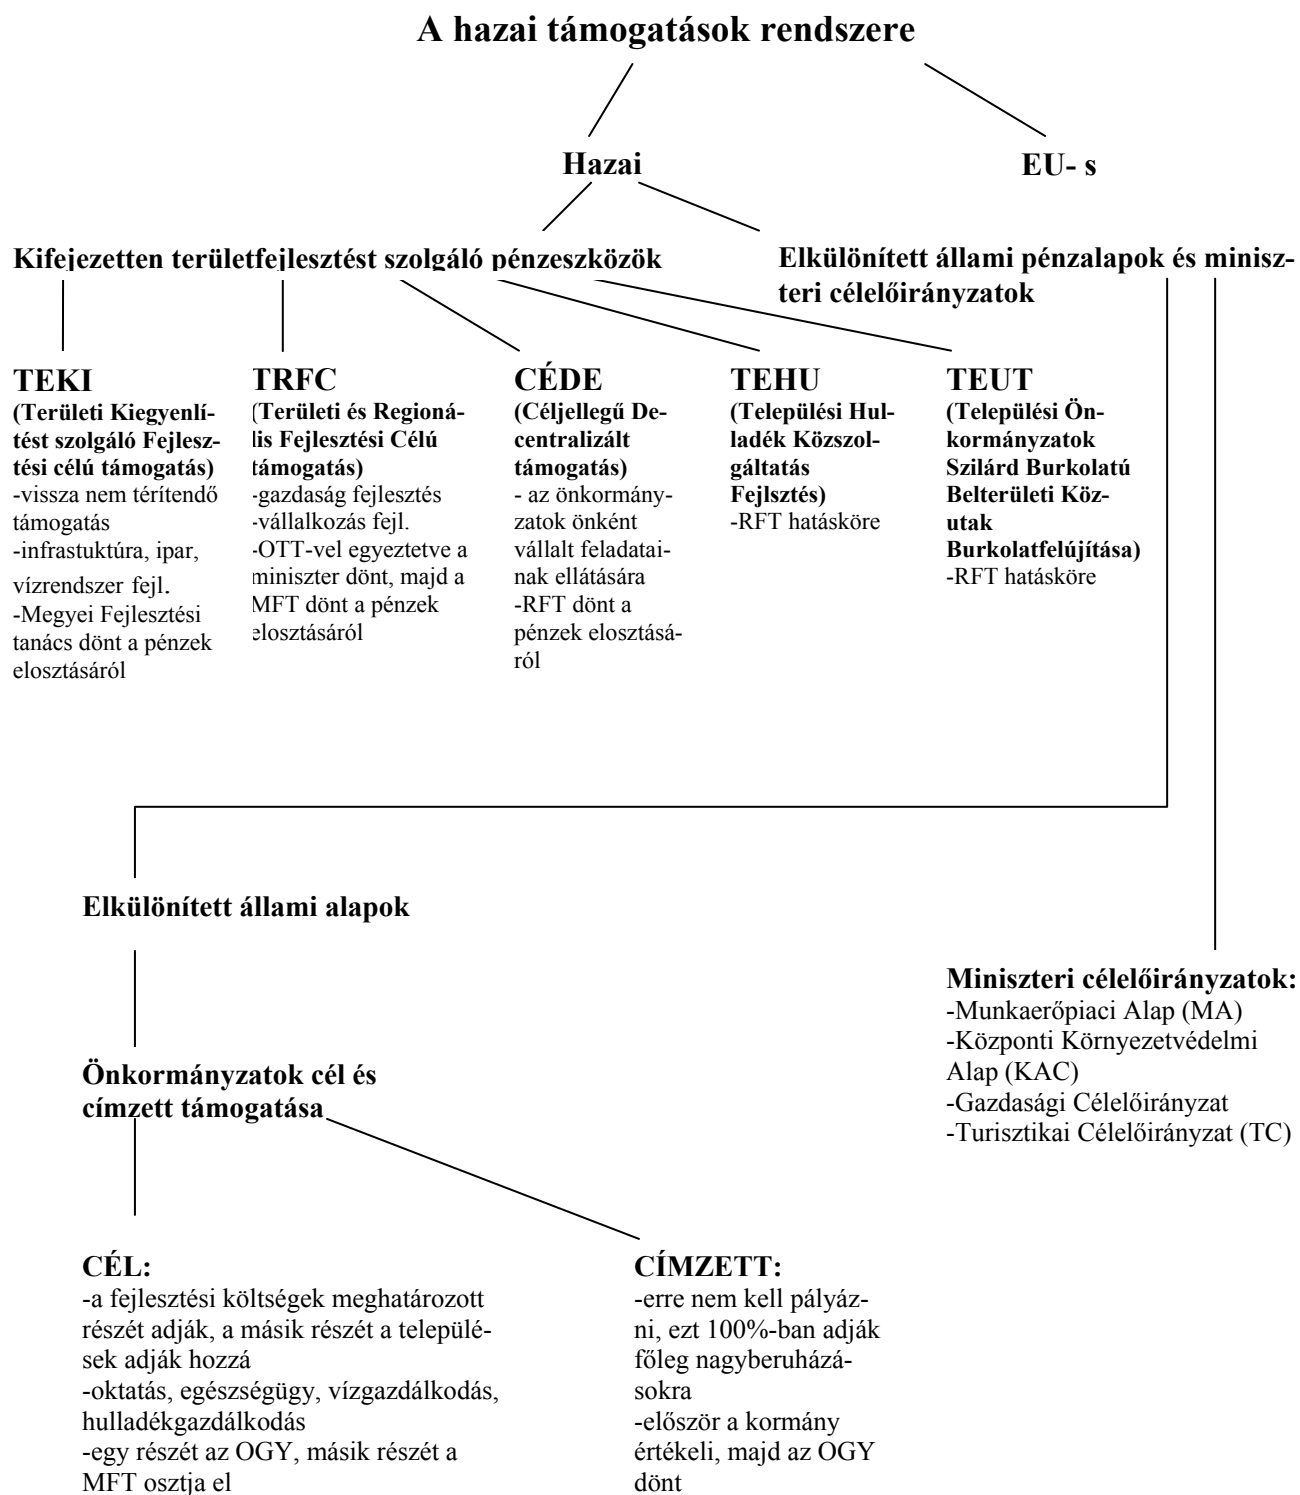 A hazai támogatások rendszere
Hazai
EU- s
Kifejezetten területfejlesztést szolgáló pénzeszközök
Elkülönített állami pénzalapok és minisz-
teri célelőirányzatok
TEKI
(Területi Kiegyenlí-
tést szolgáló Fejlesz-
tési célú támogatás)
-vissza nem térítendő
támogatás
-infrastuktúra, ipar,
vízrendszer fejl.
-Megyei Fejlesztési
tanács dönt a pénzek
elosztásáról
TRFC
(Területi és Regioná-
lis Fejlesztési Célú
támogatás)
-gazdaság fejlesztés
-vállalkozás fejl.
-OTT-vel egyeztetve a
miniszter dönt, majd a
MFT dönt a pénzek
elosztásáról
CÉDE
(Céljellegű De-
centralizált
támogatás)
- az önkormány-
zatok önként
vállalt feladatai-
nak ellátására
-RFT dönt a
pénzek elosztásá-
ról
TEHU
(Települési Hul-
ladék Közszol-
gáltatás
Fejlsztés)
-RFT hatásköre
TEUT
(Települési Ön-
kormányzatok
Szilárd Burkolatú
Belterületi Köz-
utak
Burkolatfelújítása)
-RFT hatásköre
Elkülönített állami alapok
Miniszteri célelőirányzatok:
-Munkaerőpiaci Alap (MA)
-Központi Környezetvédelmi
Alap (KAC)
-Gazdasági Célelőirányzat
-Turisztikai Célelőirányzat (TC)
Önkormányzatok cél és
címzett támogatása
CÉL:
-a fejlesztési költségek meghatározott
részét adják, a másik részét a települé-
sek adják hozzá
-oktatás, egészségügy, vízgazdálkodás,
hulladékgazdálkodás
-egy részét az OGY, másik részét a
MFT osztja el
CÍMZETT:
-erre nem kell pályáz-
ni, ezt 100%-ban adják
főleg nagyberuházá-
sokra
-először a kormány
értékeli, majd az OGY
dönt